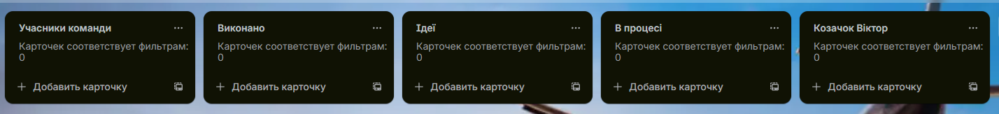 Учасники команди
Карточек соответствует фильтрам:
0
Добавить карточку
Виконано
Карточек соответствует фильтрам:
0
Добавить карточку
Ідеї
Карточек соответствует фильтрам:
0
Добавить карточку
В процесі
Карточек соответствует фильтрам:
0
Добавить карточку
Козачок Віктор
Карточек соответствует фильтрам:
0
Добавить карточку